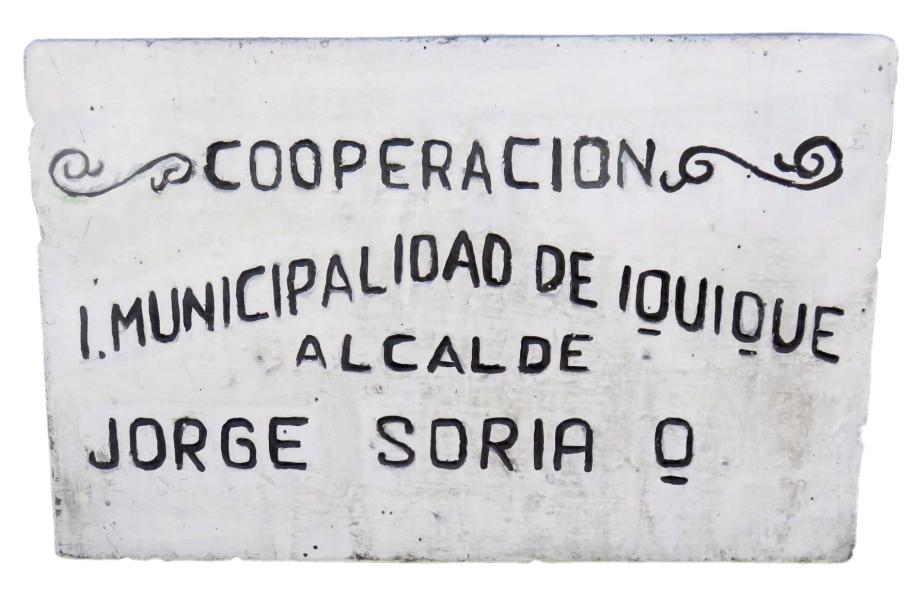 COOPERACION
I. MUNICIPALIDAD DE IQUIQUE
ALCALDE
JORGE SORIA Q